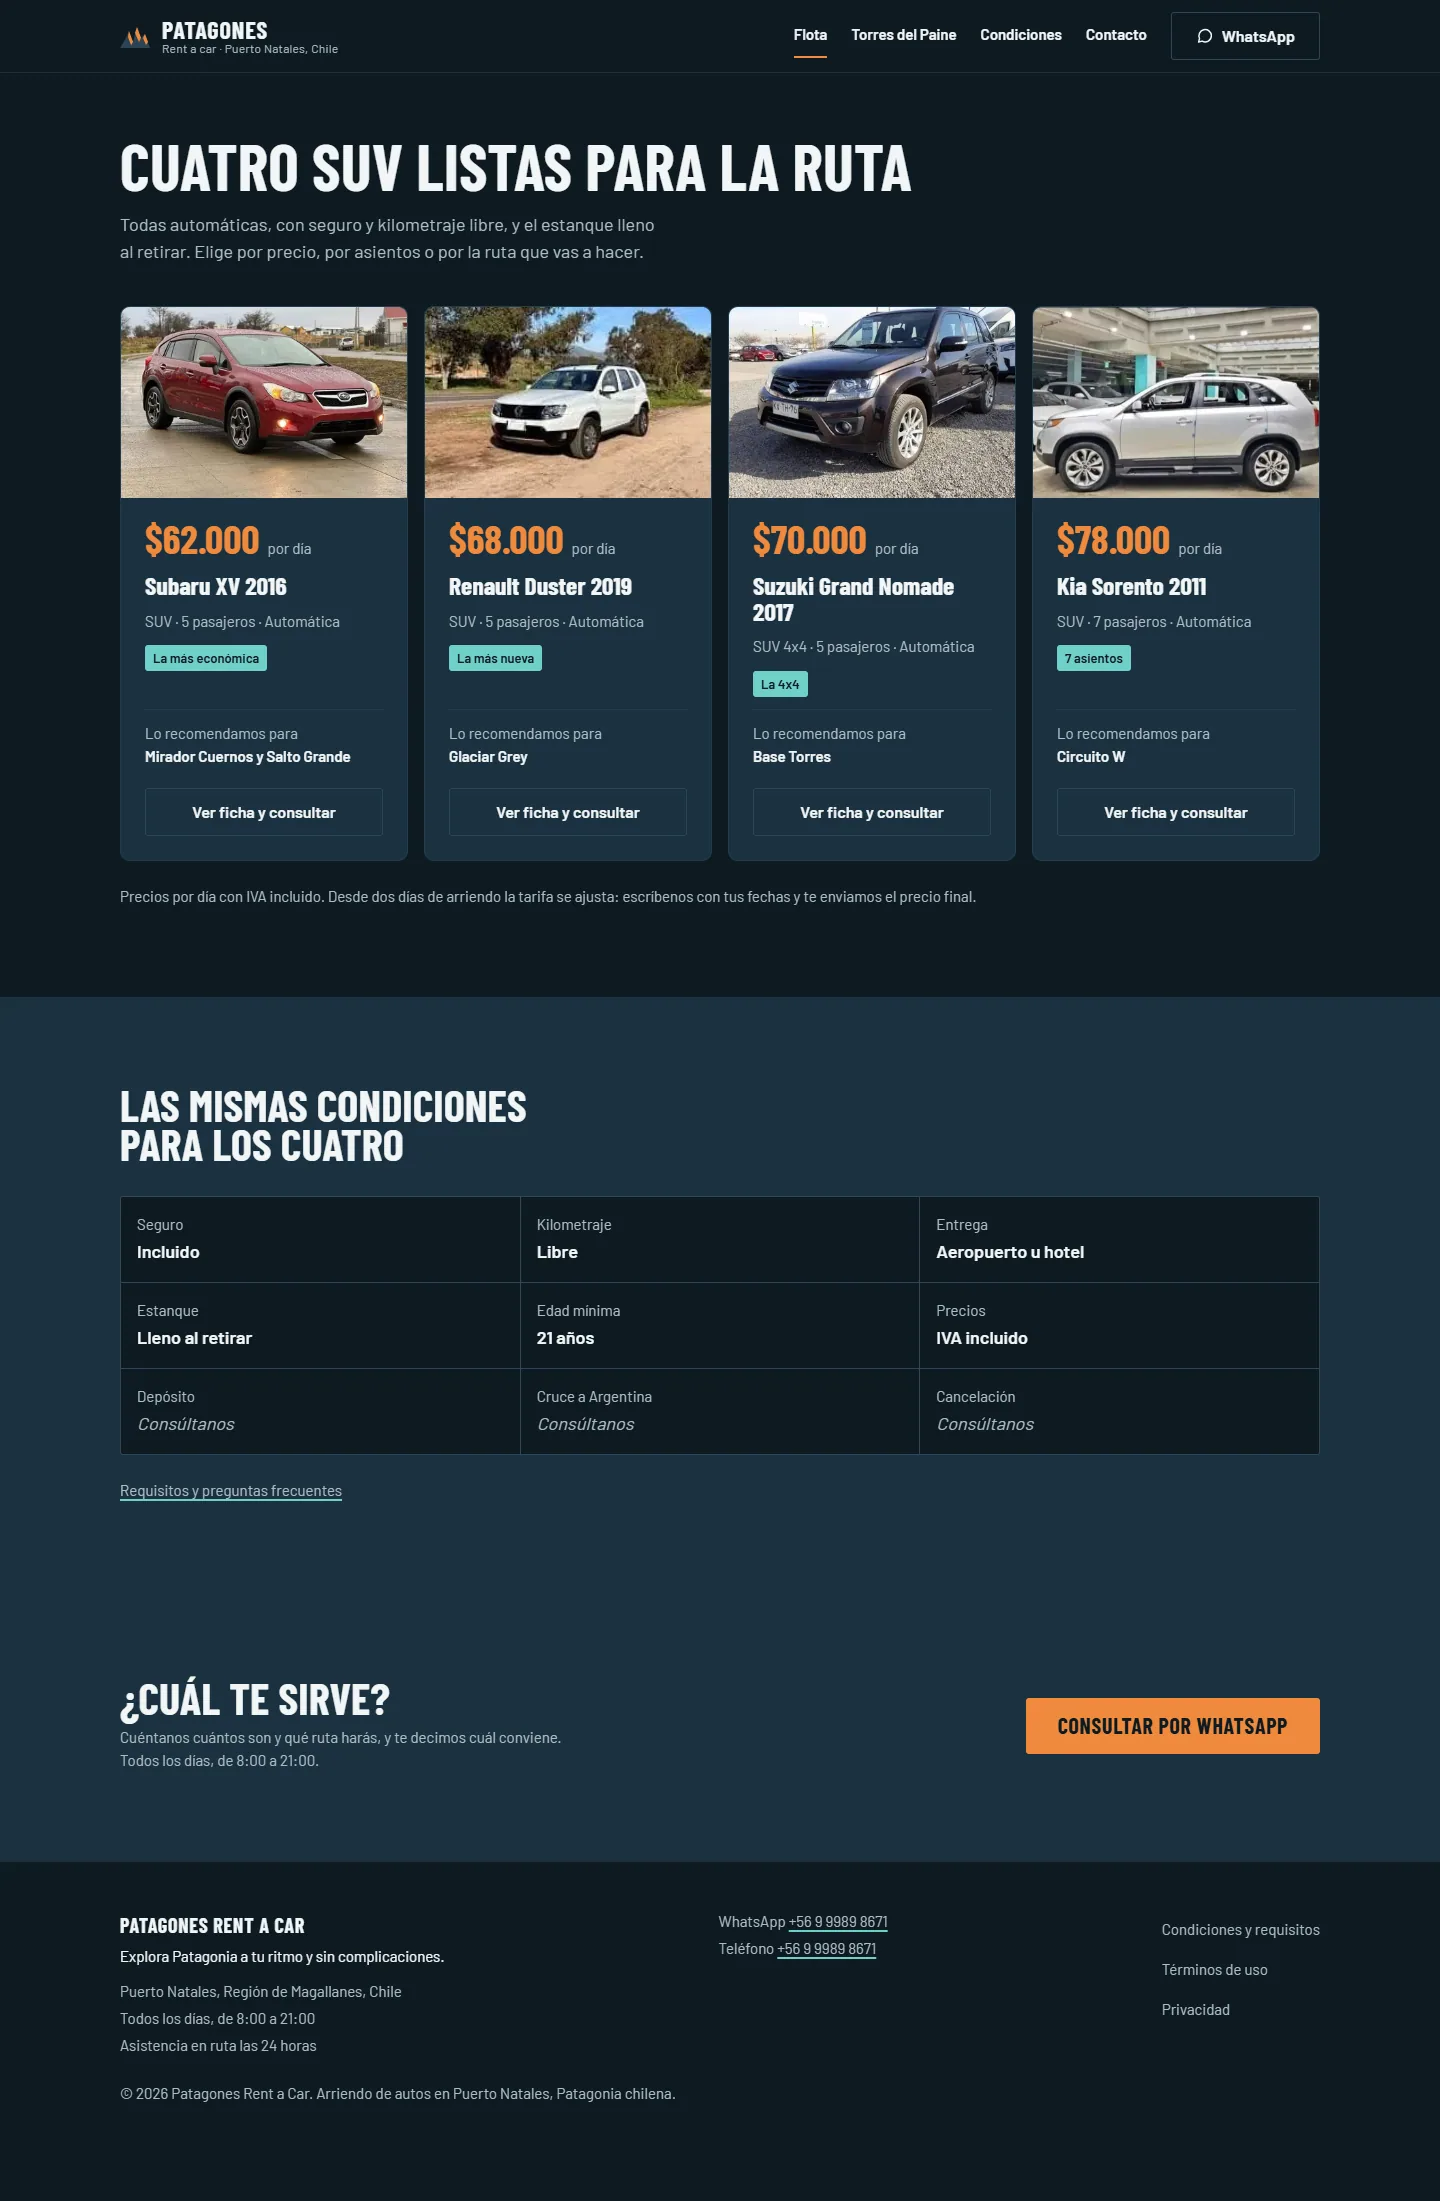 PATAGONES
Rent a car · Puerto Natales, Chile
Flota
Torres del Paine
Condiciones
Contacto
WhatsApp
CUATRO SUV LISTAS PARA LA RUTA
Todas automáticas, con seguro y kilometraje libre, y el estanque lleno
al retirar. Elige por precio, por asientos o por la ruta que vas a hacer.
$62.000 por día
Subaru XV 2016
SUV · 5 pasajeros · Automática
La más económica
Lo recomendamos para
Mirador Cuernos y Salto Grande
Ver ficha y consultar
$68.000 por día
Renault Duster 2019
SUV · 5 pasajeros · Automática
La más nueva
Lo recomendamos para
Glaciar Grey
Ver ficha y consultar
$70.000 por día
Suzuki Grand Nomade
2017
SUV 4x4 · 5 pasajeros · Automática
La 4x4
Lo recomendamos para
Base Torres
Ver ficha y consultar
$78.000 por día
Kia Sorento 2011
SUV · 7 pasajeros · Automática
7 asientos
Lo recomendamos para
Circuito W
Ver ficha y consultar
Precios por día con IVA incluido. Desde dos días de arriendo la tarifa se ajusta: escríbenos con tus fechas y te enviamos el precio final.
LAS MISMAS CONDICIONES
PARA LOS CUATRO
Seguro
Incluido
Kilometraje
Libre
Entrega
Aeropuerto u hotel
Estanque
Lleno al retirar
Edad mínima
21 años
Precios
IVA incluido
Depósito
Consúltanos
Cruce a Argentina
Consúltanos
Cancelación
Consúltanos
Requisitos y preguntas frecuentes
¿CUÁL TE SIRVE?
Cuéntanos cuántos son y qué ruta harás, y te decimos cuál conviene.
Todos los días, de 8:00 a 21:00.
CONSULTAR POR WHATSAPP
PATAGONES RENT A CAR
Explora Patagonia a tu ritmo y sin complicaciones.
Puerto Natales, Región de Magallanes, Chile
Todos los días, de 8:00 a 21:00
Asistencia en ruta las 24 horas
WhatsApp +56 9 9989 8671
Teléfono +56 9 9989 8671
Condiciones y requisitos
Términos de uso
Privacidad
© 2026 Patagones Rent a Car. Arriendo de autos en Puerto Natales, Patagonia chilena.